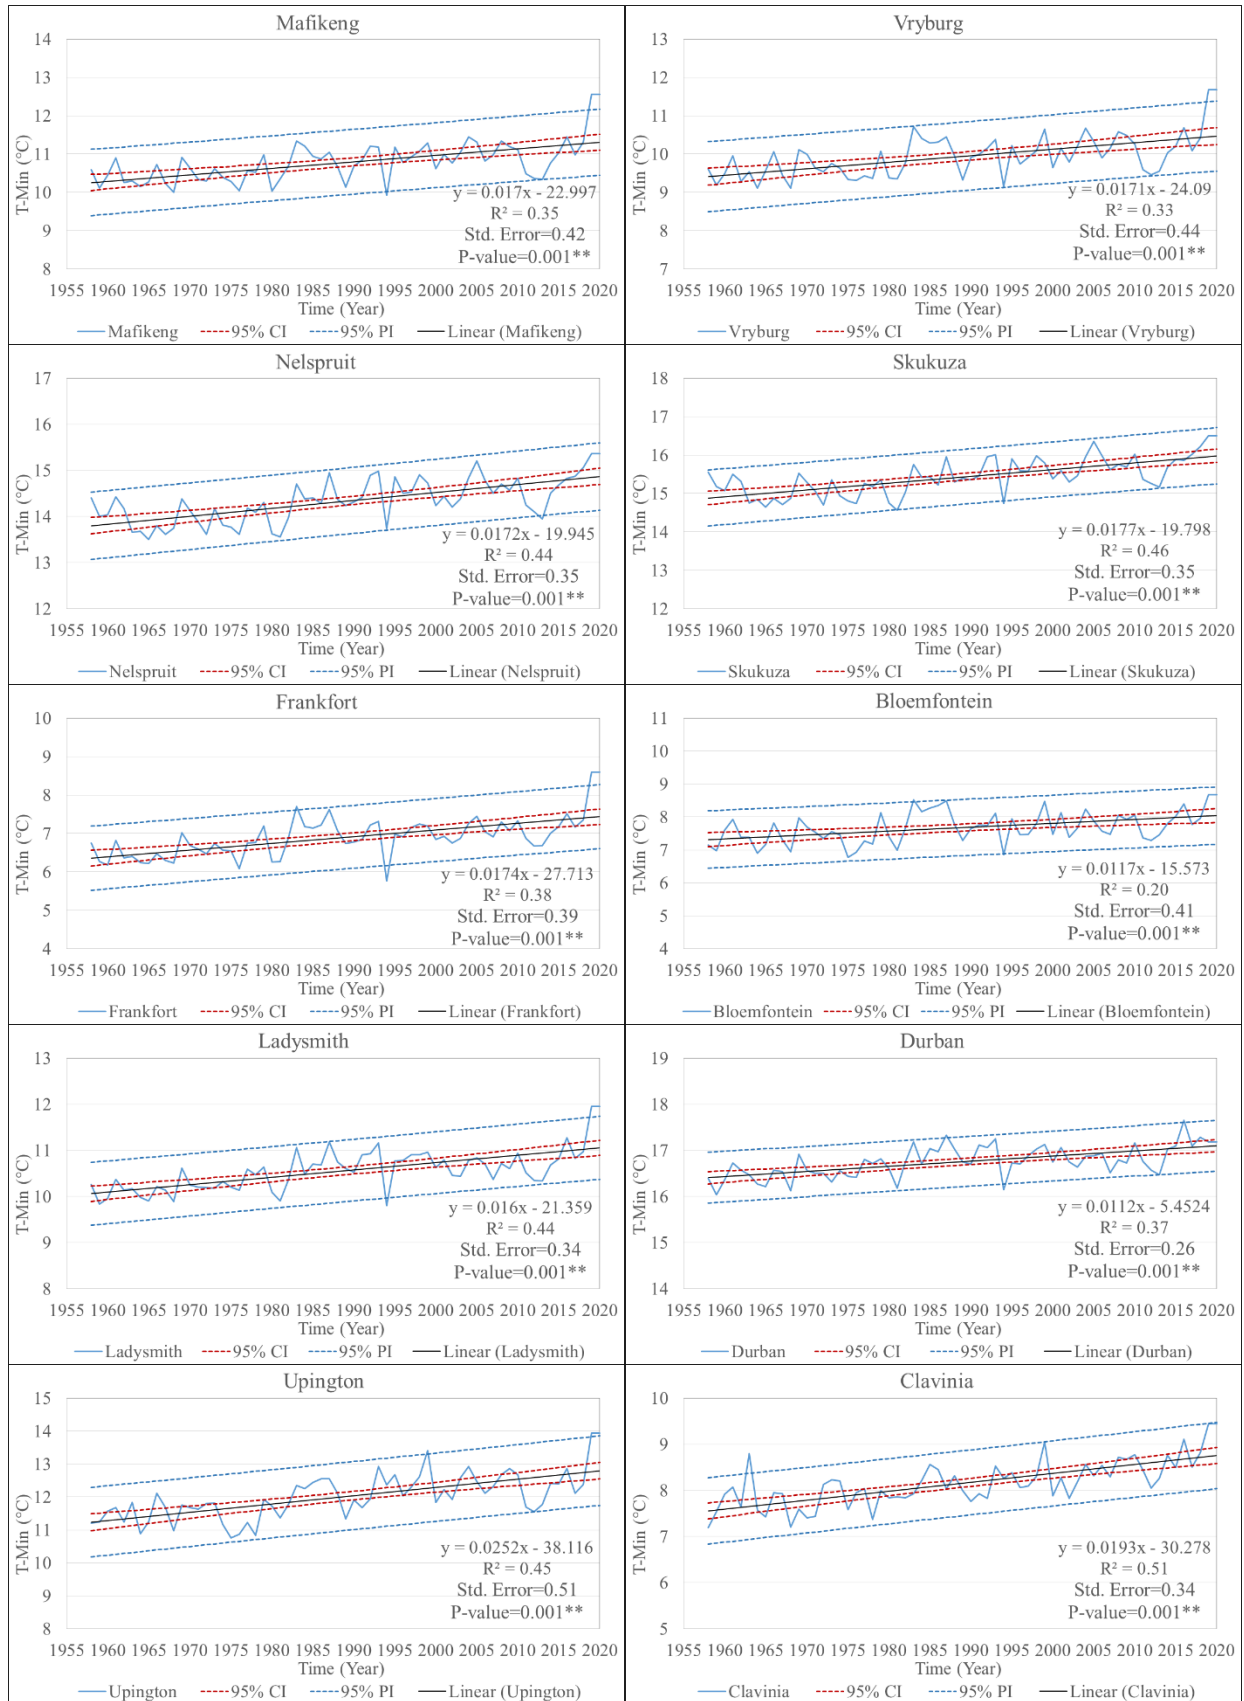 Mafikeng
14
13
12
11
10
9
8
T-Min (°C)
y = 0.017x - 22.997
R² = 0.35
Std. Error=0.42
P-value=0.001**
1955 1960 1965 1970 1975 1980 1985 1990 1995 2000 2005 2010 2015 2020
Time (Year)
Mafikeng 95% CI 95% PI Linear (Mafikeng)
Vryburg
13
12
11
10
9
8
7
T-Min (°C)
y = 0.0171x - 24.09
R² = 0.33
Std. Error=0.44
P-value=0.001**
1955 1960 1965 1970 1975 1980 1985 1990 1995 2000 2005 2010 2015 2020
Time (Year)
Vryburg 95% CI 95% PI Linear (Vryburg)
Nelspruit
17
16
15
14
13
12
T-Min (°C)
y = 0.0172x - 19.945
R² = 0.44
Std. Error=0.35
P-value=0.001**
1955 1960 1965 1970 1975 1980 1985 1990 1995 2000 2005 2010 2015 2020
Time (Year)
Nelspruit 95% CI 95% PI Linear (Nelspruit)
Skukuza
18
17
16
15
14
13
12
T-Min (°C)
y = 0.0177x - 19.798
R² = 0.46
Std. Error=0.35
P-value=0.001**
1955 1960 1965 1970 1975 1980 1985 1990 1995 2000 2005 2010 2015 2020
Time (Year)
Skukuza 95% CI 95% PI Linear (Skukuza)
Frankfort
10
9
8
7
6
5
4
T-Min (°C)
y = 0.0174x - 27.713
R² = 0.38
Std. Error=0.39
P-value=0.001**
1955 1960 1965 1970 1975 1980 1985 1990 1995 2000 2005 2010 2015 2020
Time (Year)
Frankfort 95% CI 95% PI Linear (Frankfort)
Bloemfontein
11
10
9
8
7
6
5
4
T-Min (°C)
y = 0.0117x - 15.573
R² = 0.20
Std. Error=0.41
P-value=0.001**
1955 1960 1965 1970 1975 1980 1985 1990 1995 2000 2005 2010 2015 2020
Time (Year)
Bloemfontein 95% CI 95% PI Linear (Bloemfontein)
Ladysmith
13
12
11
10
9
8
T-Min (°C)
y = 0.016x - 21.359
R² = 0.44
Std. Error=0.34
P-value=0.001**
1955 1960 1965 1970 1975 1980 1985 1990 1995 2000 2005 2010 2015 2020
Time (Year)
Ladysmith 95% CI 95% PI Linear (Ladysmith)
Durban
19
18
17
16
15
14
T-Min (°C)
y = 0.0112x - 5.4524
R² = 0.37
Std. Error=0.26
P-value=0.001**
1955 1960 1965 1970 1975 1980 1985 1990 1995 2000 2005 2010 2015 2020
Time (Year)
Durban 95% CI 95% PI Linear (Durban)
Upington
15
14
13
12
11
10
9
8
T-Min (°C)
y = 0.0252x - 38.116
R² = 0.45
Std. Error=0.51
P-value=0.001**
1955 1960 1965 1970 1975 1980 1985 1990 1995 2000 2005 2010 2015 2020
Time (Year)
Upington 95% CI 95% PI Linear (Upington)
Clavinia
10
9
8
7
6
5
T-Min (°C)
y = 0.0193x - 30.278
R² = 0.51
Std. Error=0.34
P-value=0.001**
1955 1960 1965 1970 1975 1980 1985 1990 1995 2000 2005 2010 2015 2020
Time (Year)
Clavinia 95% CI 95% PI Linear (Clavinia)